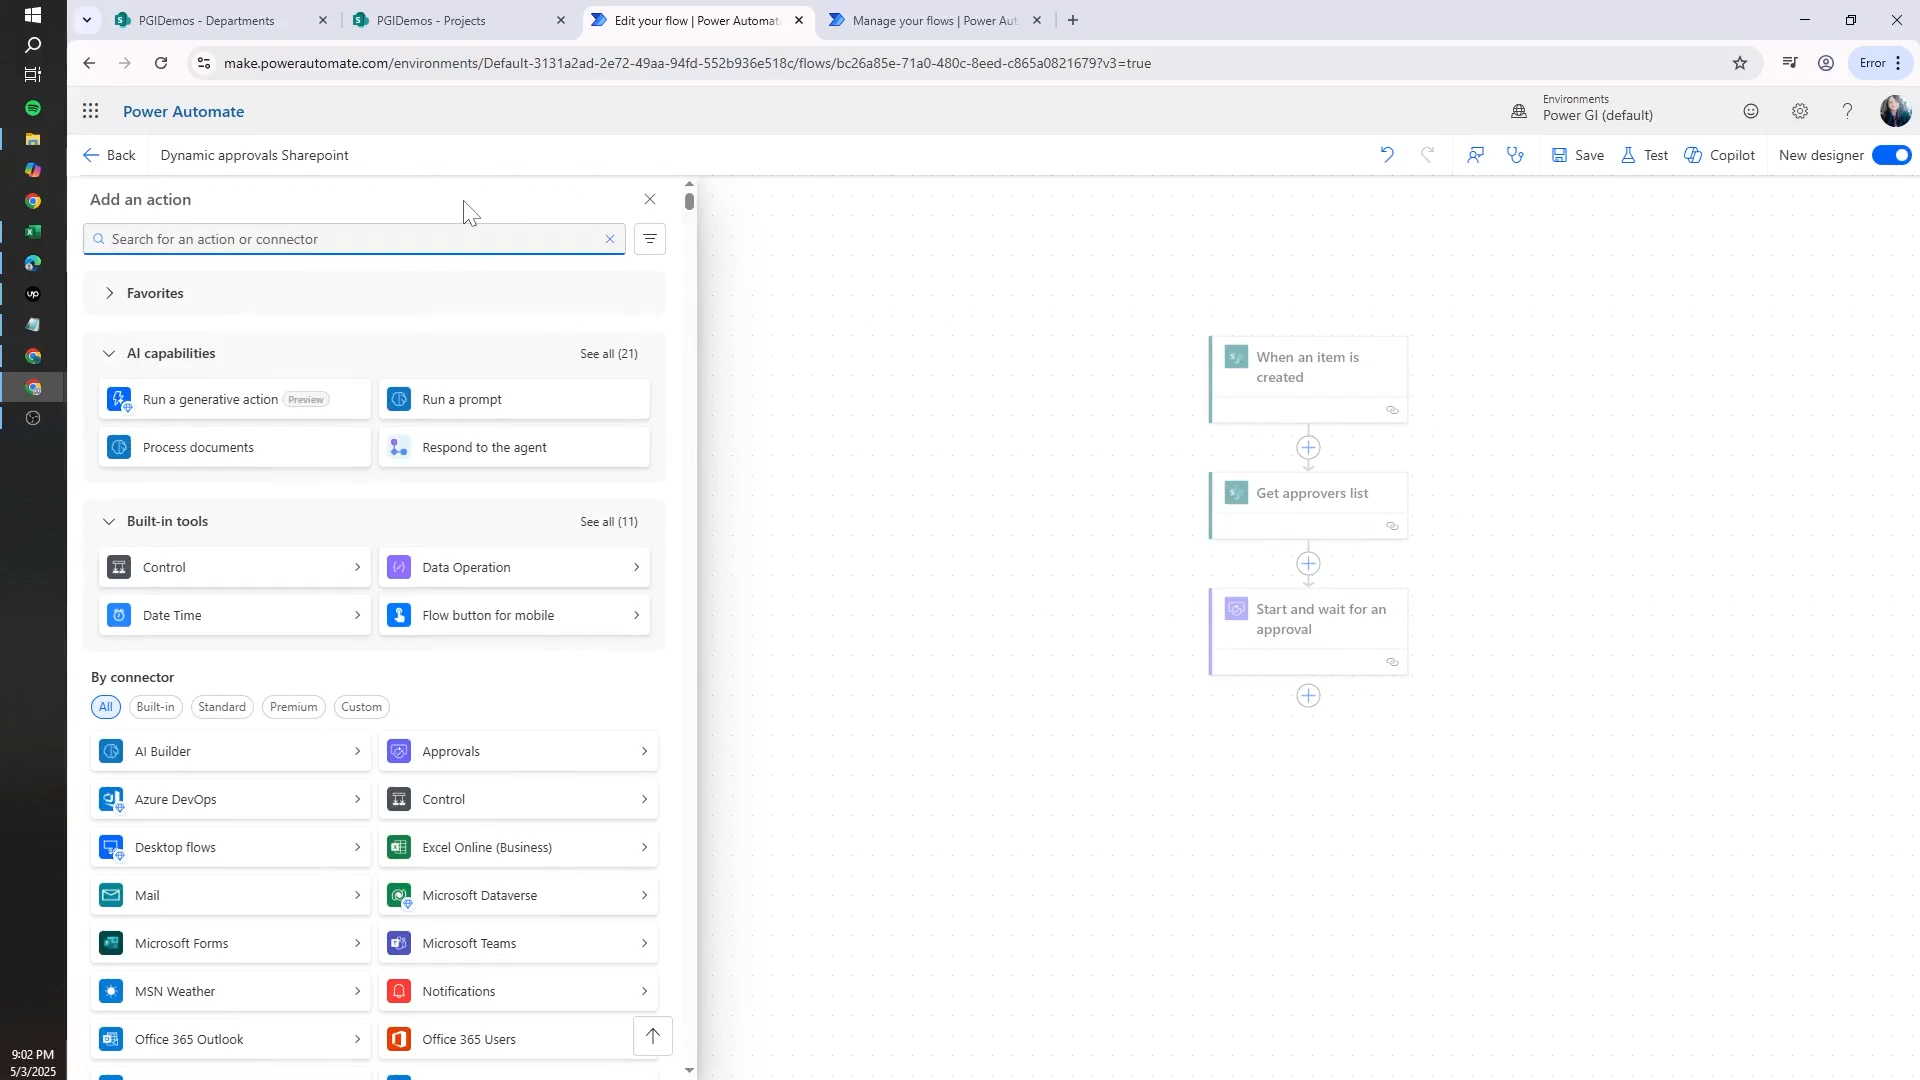 PGIDemos - Departments
PGIDemos - Projects
Edit your flow | Power Automat
Manage your flows | Power Aut
make.powerautomate.com/environments/Default-3131a2ad-2e72-49aa-94fd-552b936e518c/flows/bc26a85e-71a0-480c-8eed-c865a0821679?v3=true
Error
Power Automate
Environments
Power GI (default)
Back
Dynamic approvals Sharepoint
Save
Test
Copilot
New designer
Add an action
Search for an action or connector
Favorites
AI capabilities
See all (21)
Run a generative action
Preview
Run a prompt
Process documents
Respond to the agent
Built-in tools
See all (11)
Control
Data Operation
Date Time
Flow button for mobile
By connector
All
Built-in
Standard
Premium
Custom
AI Builder
Approvals
Azure DevOps
Control
Desktop flows
Excel Online (Business)
Mail
Microsoft Dataverse
Microsoft Forms
Microsoft Teams
MSN Weather
Notifications
Office 365 Outlook
Office 365 Users
When an item is
created
Get approvers list
Start and wait for an
approval
9:02 PM
5/3/2025